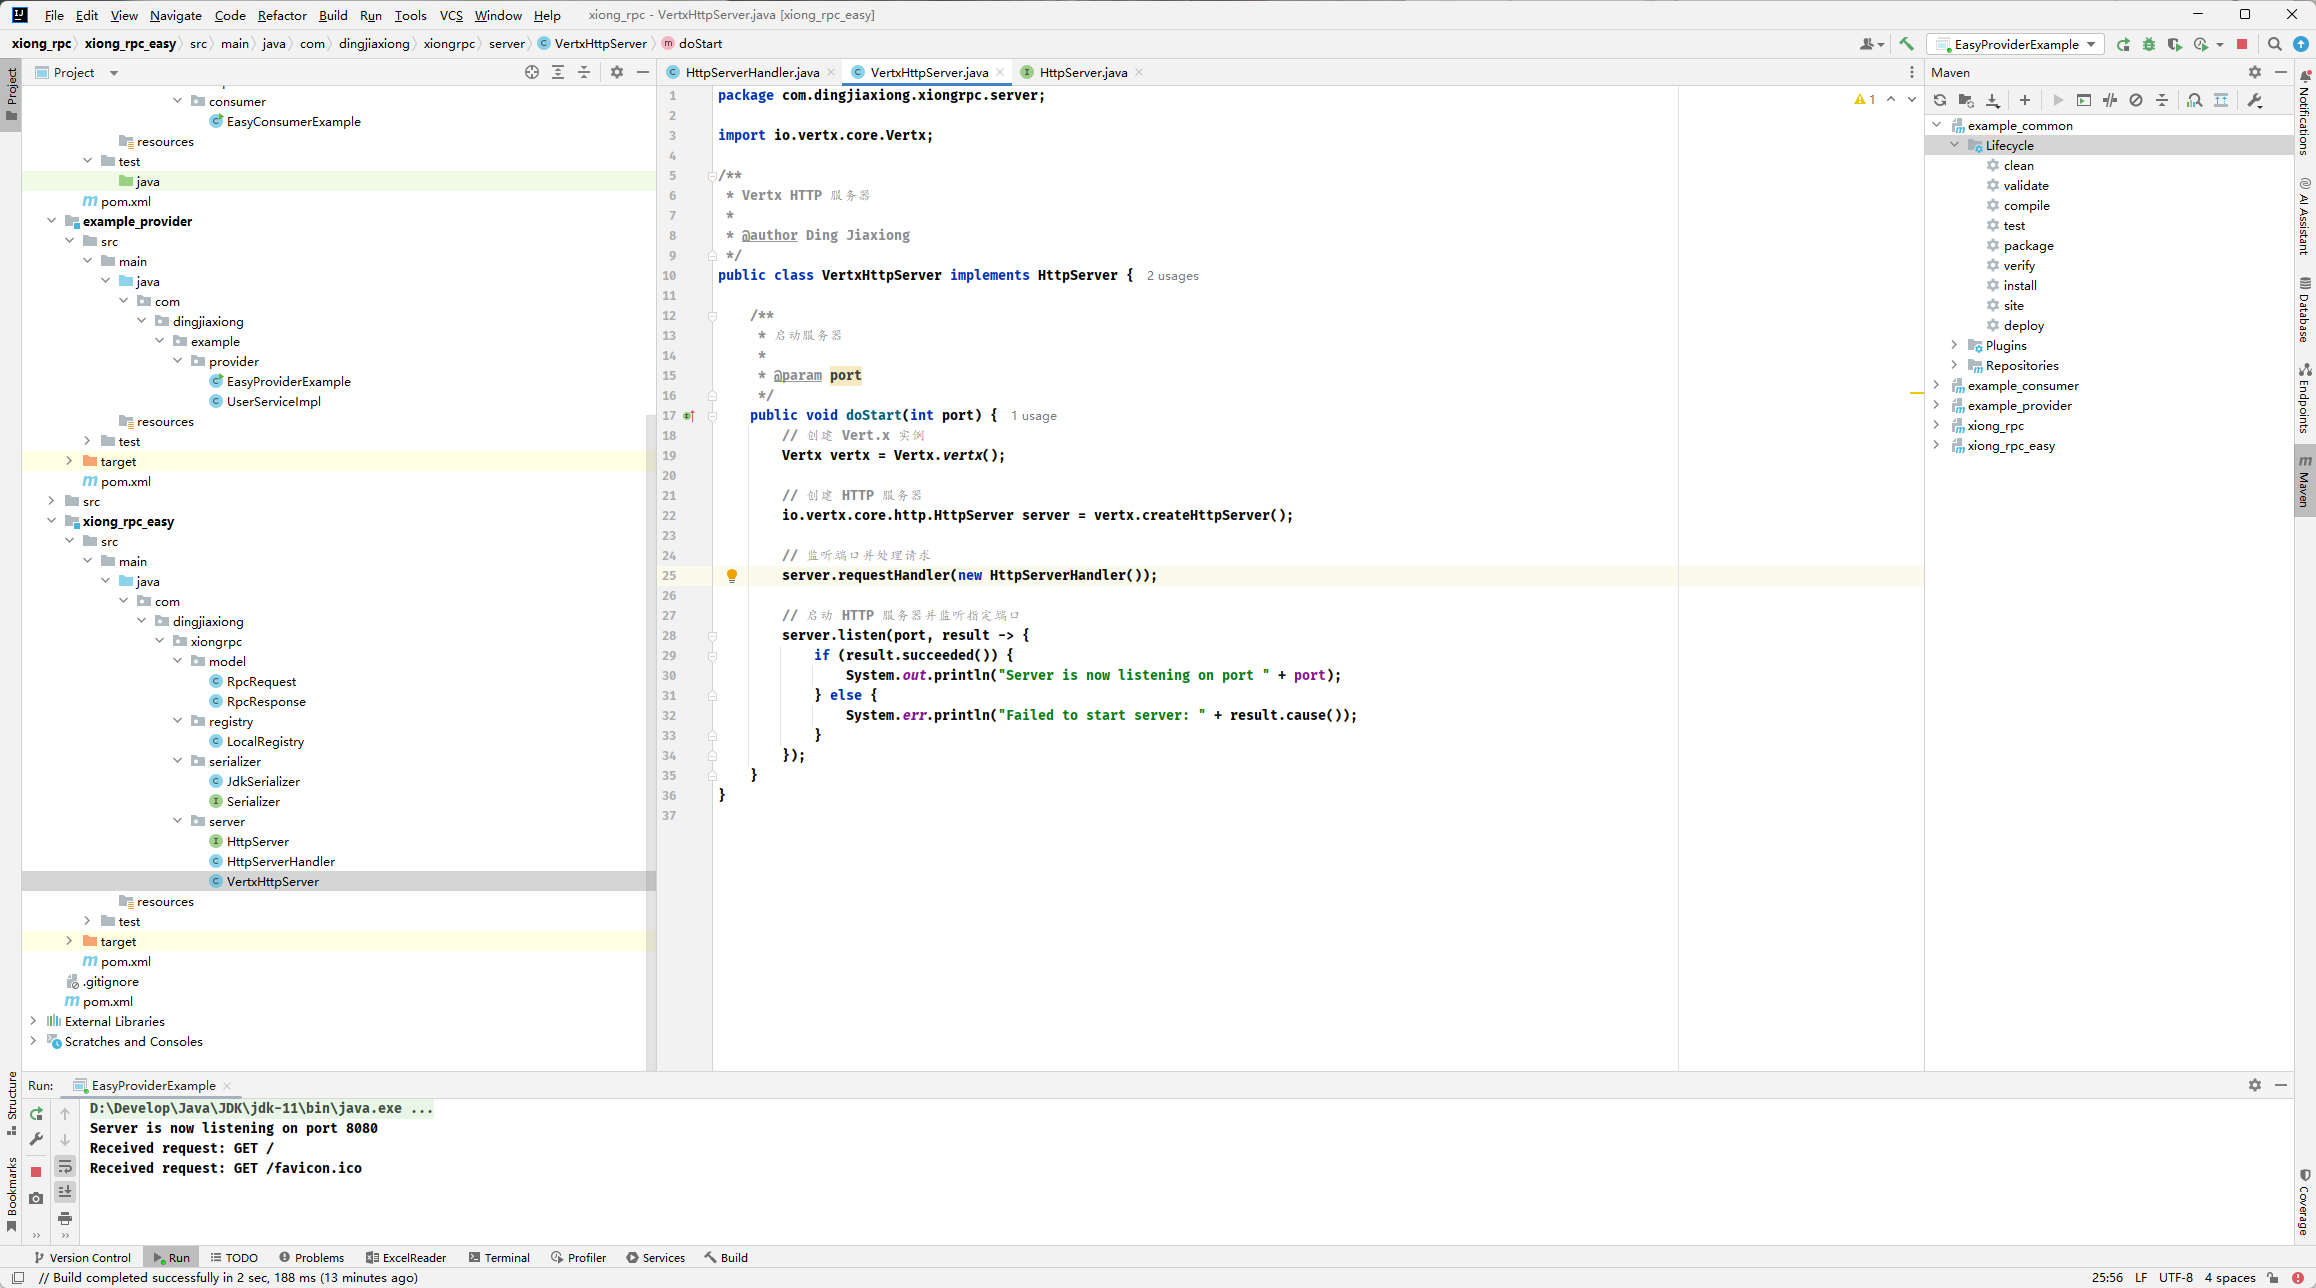 File Edit View Navigate Code Refactor Build Run Tools VCS Window Help xiong_rpc - VertxHttpServer.java [xiong_rpc_easy]
xiong_rpc xiong_rpc_easy src main java com dingjiaxiong xiongrpc server VertxHttpServer doStart EasyProviderExample
Project
consumer
EasyConsumerExample
resources
test
java
pom.xml
example_provider
src
main
java
com
dingjiaxiong
example
provider
EasyProviderExample
UserServiceImpl
resources
test
target
pom.xml
src
xiong_rpc_easy
src
main
java
com
dingjiaxiong
xiongrpc
model
RpcRequest
RpcResponse
registry
LocalRegistry
serializer
JdkSerializer
Serializer
server
HttpServer
HttpServerHandler
VertxHttpServer
resources
test
target
pom.xml
.gitignore
pom.xml
External Libraries
Scratches and Consoles
HttpServerHandler.java VertxHttpServer.java HttpServer.java
1 package com.dingjiaxiong.xiongrpc.server;
2
3 import io.vertx.core.Vertx;
4
5 /**
6 * Vertx HTTP 服务器
7 *
8 * @author Ding Jiaxiong
9 */
10 public class VertxHttpServer implements HttpServer { 2 usages
11
12 /**
13 * 启动服务器
14 *
15 * @param port
16 */
17 public void doStart(int port) { 1 usage
18 // 创建 Vert.x 实例
19 Vertx vertx = Vertx.vertx();
20
21 // 创建 HTTP 服务器
22 io.vertx.core.http.HttpServer server = vertx.createHttpServer();
23
24 // 监听端口并处理请求
25 server.requestHandler(new HttpServerHandler());
26
27 // 启动 HTTP 服务器并监听指定端口
28 server.listen(port, result -> {
29 if (result.succeeded()) {
30 System.out.println("Server is now listening on port " + port);
31 } else {
32 System.err.println("Failed to start server: " + result.cause());
33 }
34 });
35 }
36 }
37
1
Maven
example_common
Lifecycle
clean
validate
compile
test
package
verify
install
site
deploy
Plugins
Repositories
example_consumer
example_provider
xiong_rpc
xiong_rpc_easy
Project
Structure
Bookmarks
Notifications
AI Assistant
Database
Endpoints
Maven
Coverage
Run: EasyProviderExample
D:\Develop\Java\JDK\jdk-11\bin\java.exe ...
Server is now listening on port 8080
Received request: GET /
Received request: GET /favicon.ico
Version Control Run TODO Problems ExcelReader Terminal Profiler Services Build
// Build completed successfully in 2 sec, 188 ms (13 minutes ago) 25:56 LF UTF-8 4 spaces